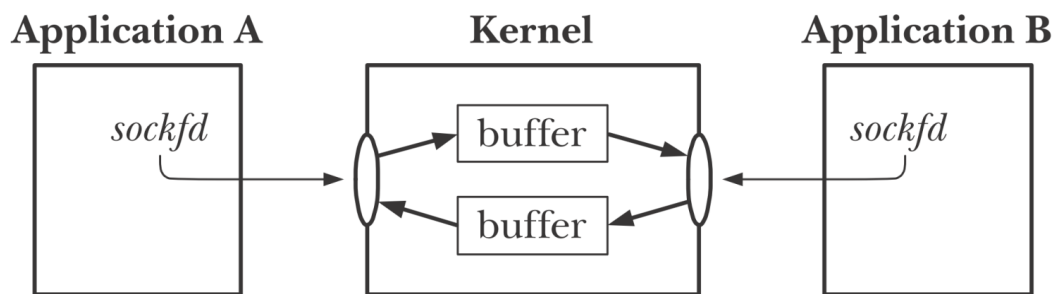 Application A
Kernel
Application B
sockfd
buffer
sockfd
buffer